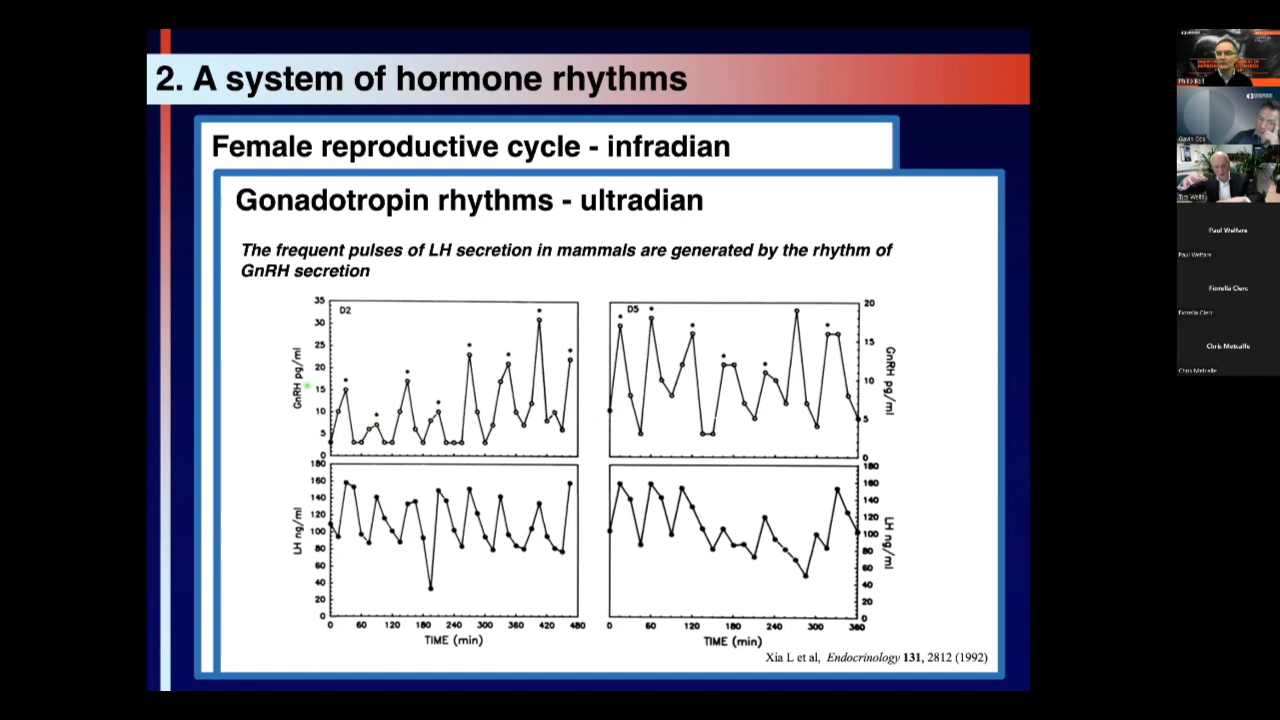 2. A system of hormone rhythms
Female reproductive cycle - infradian
Gonadotropin rhythms - ultradian
The frequent pulses of LH secretion in mammals are generated by the rhythm of
GnRH secretion
D2
35
30
25
20
15
10
5
0
GnRH pg/ml
D5
20
15
10
5
0
GnRH pg/ml
180
160
140
120
100
80
60
40
20
0
LH ng/ml
0 60 120 180 240 300 360 420 480
TIME (min)
180
160
140
120
100
80
60
40
20
0
LH ng/ml
0 60 120 180 240 300 360
TIME (min)
Xia L et al, Endocrinology 131, 2812 (1992)
Gavin Cox
Tim Wells
Paul Welfare
Paul Welfare
Fiorella Clerc
Fiorella Clerc
Chris Metcalfe
Chris Metcalfe